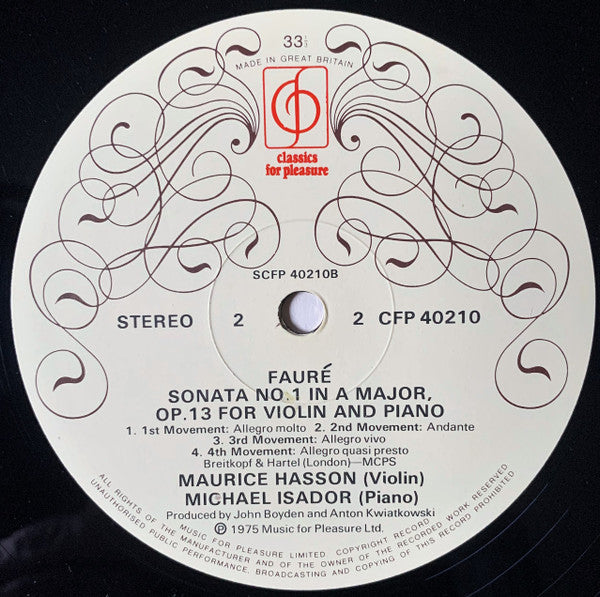 33⅓
MADE IN GREAT BRITAIN
classics
for pleasure
SCFP 40210B
STEREO 2 2 CFP 40210
FAURÉ
SONATA NO.1 IN A MAJOR,
OP.13 FOR VIOLIN AND PIANO
1. 1st Movement: Allegro molto 2. 2nd Movement: Andante
3. 3rd Movement: Allegro vivo
4. 4th Movement: Allegro quasi presto
Breitkopf & Hartel (London)—MCPS
MAURICE HASSON (Violin)
MICHAEL ISADOR (Piano)
Produced by John Boyden and Anton Kwiatkowski
℗ 1975 Music for Pleasure Ltd.
MUSIC FOR PLEASURE LIMITED. COPYRIGHT RECORD
ALL RIGHTS OF THE MANUFACTURER AND OF THE OWNER OF THE RECORDED WORK RESERVED
UNAUTHORISED PUBLIC PERFORMANCE, BROADCASTING AND COPYING OF THIS RECORD PROHIBITED